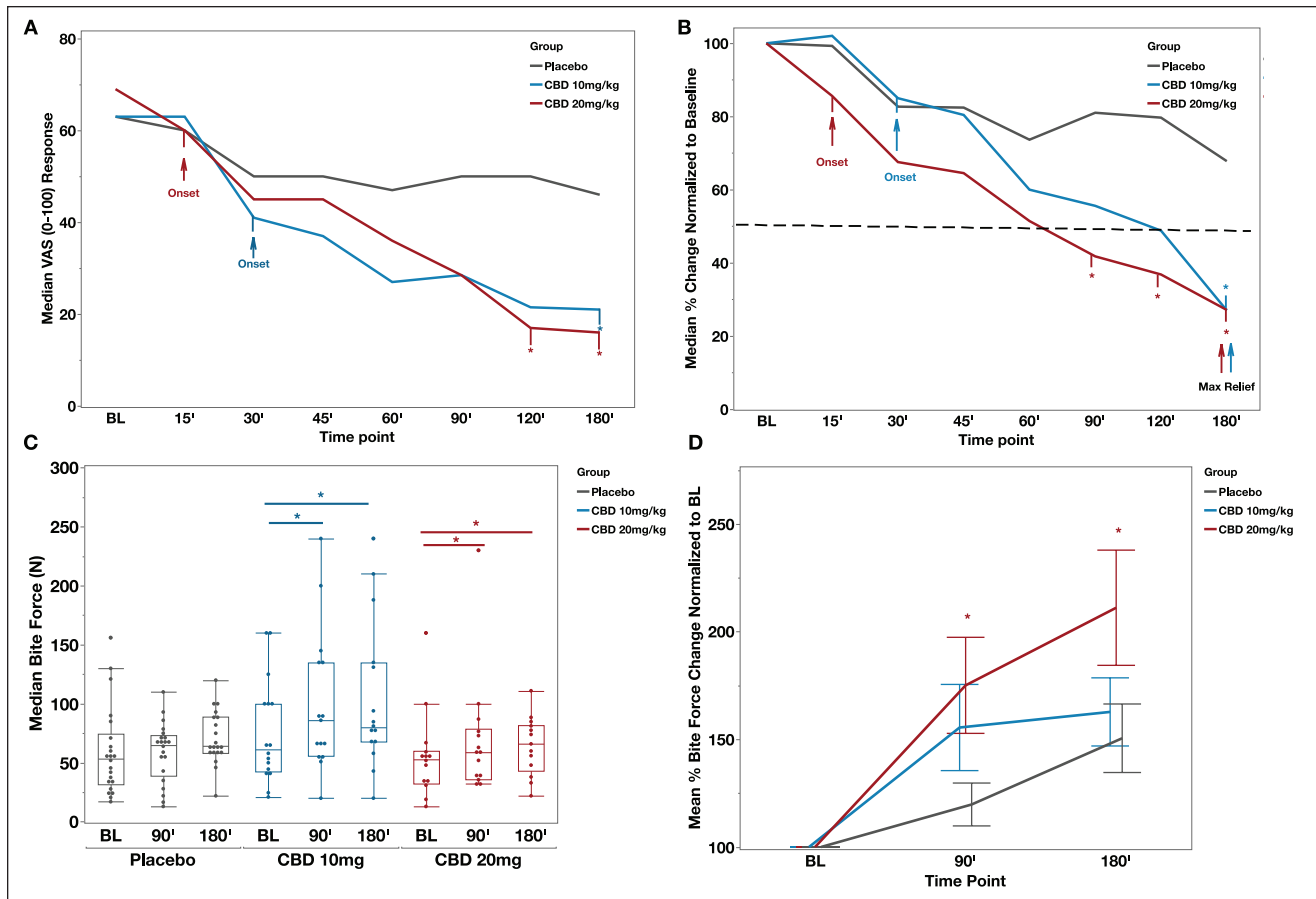 A
Median VAS (0–100) Response
80
60
40
20
0
Group
Placebo
CBD 10mg/kg
CBD 20mg/kg
Onset
Onset
*
*
*
BL 15' 30' 45' 60' 90' 120' 180'
Time point
B
Median % Change Normalized to Baseline
100
80
60
40
20
0
Group
Placebo
CBD 10mg/kg
CBD 20mg/kg
Onset
Onset
*
*
*
*
Max Relief
BL 15' 30' 45' 60' 90' 120' 180'
Time point
C
Median Bite Force (N)
300
250
200
150
100
50
0
Group
Placebo
CBD 10mg/kg
CBD 20mg/kg
*
*
*
*
BL 90' 180' BL 90' 180' BL 90' 180'
Placebo CBD 10mg CBD 20mg
D
Mean % Bite Force Change Normalized to BL
250
200
150
100
Group
Placebo
CBD 10mg/kg
CBD 20mg/kg
*
*
BL 90' 180'
Time Point